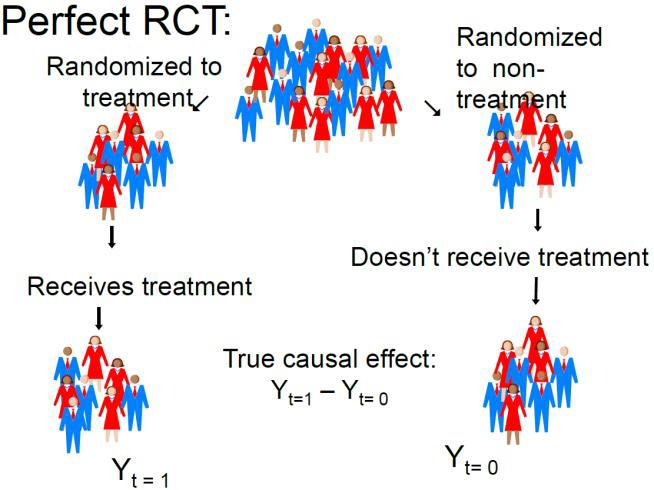 Perfect RCT:
Randomized to
treatment
Randomized
to non-
treatment
Receives treatment
Doesn’t receive treatment
True causal effect:
Yt=1 – Yt= 0
Yt = 1
Yt= 0